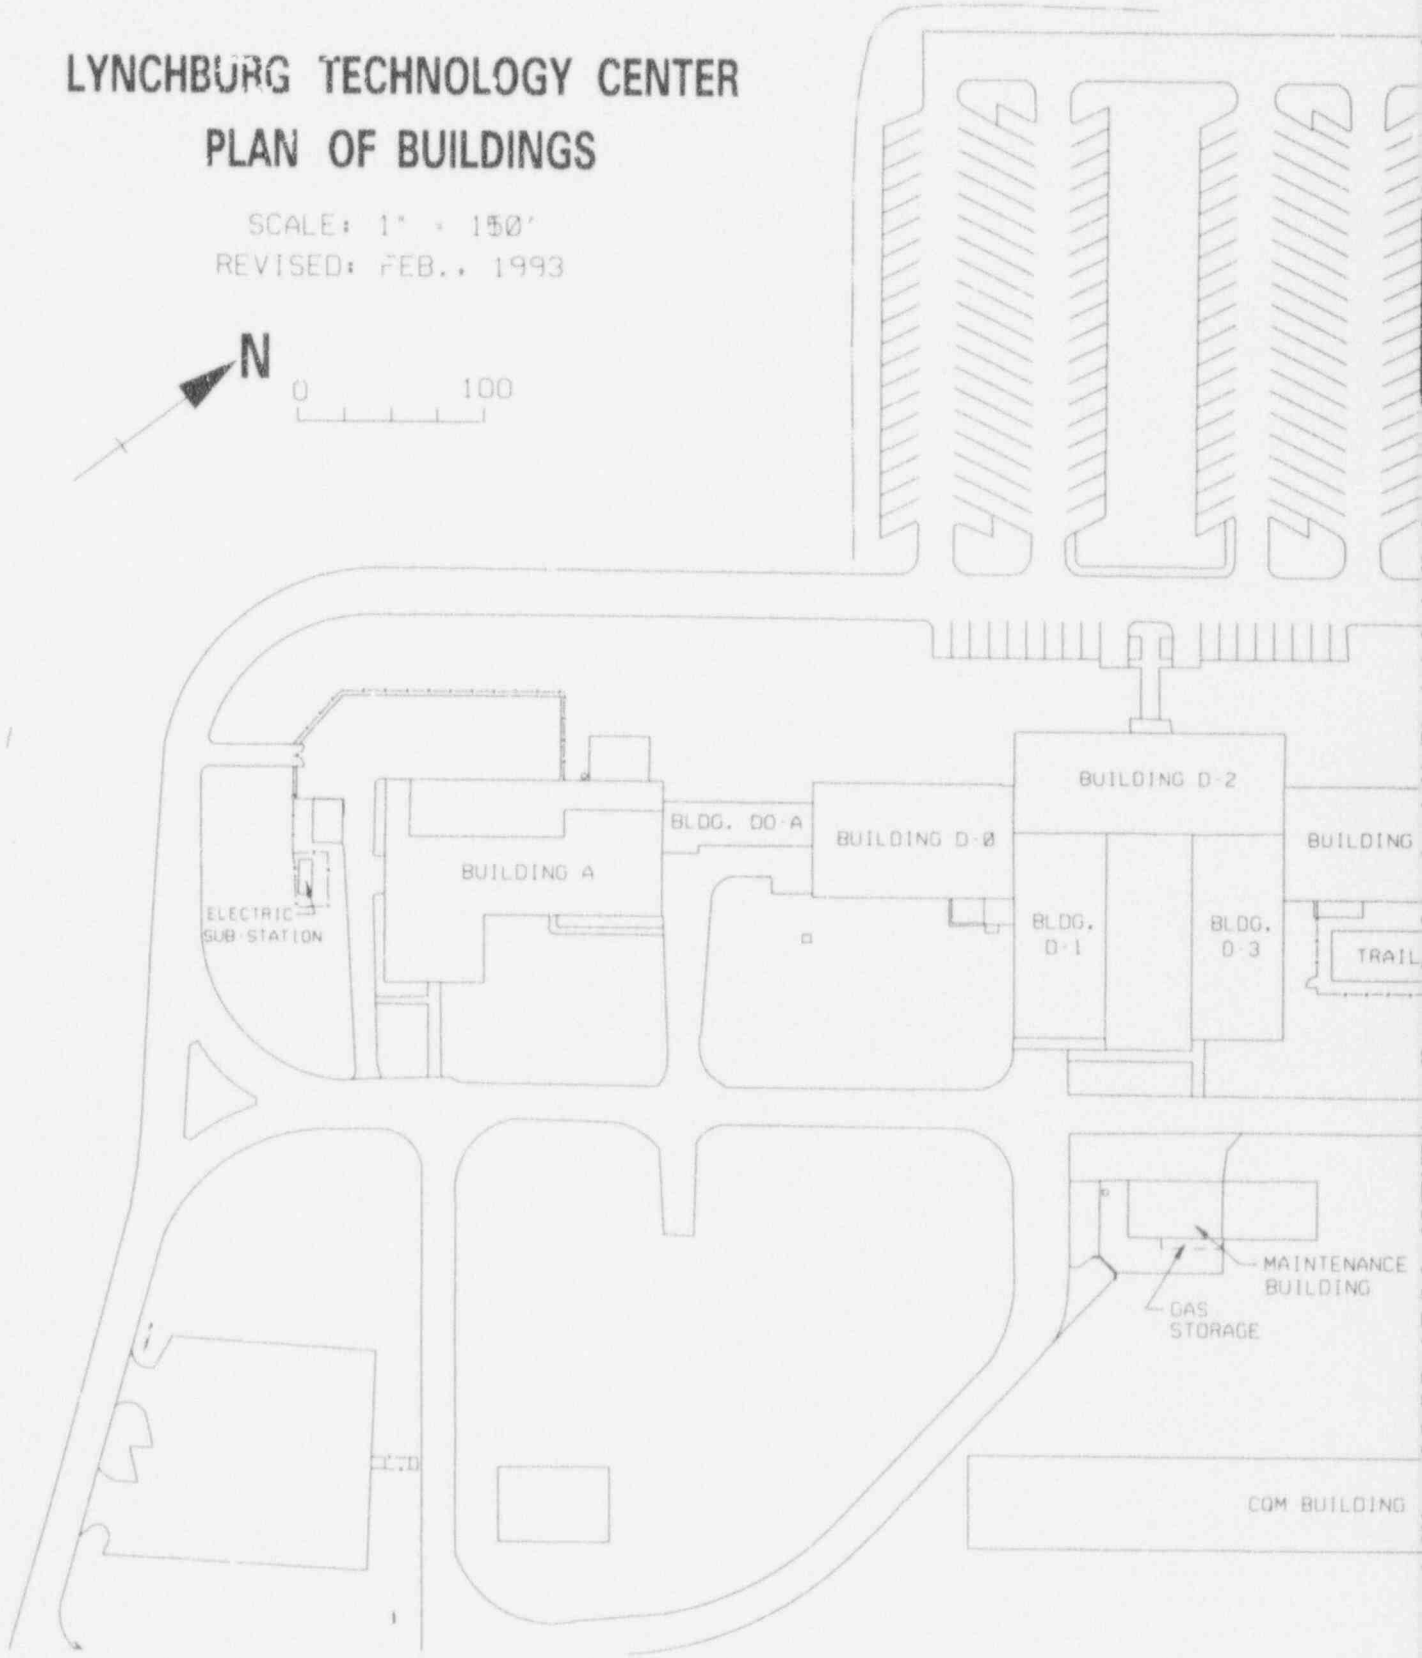 LYNCHBURG TECHNOLOGY CENTER
PLAN OF BUILDINGS
SCALE: 1" = 150'
REVISED: FEB., 1993
N
0 100
BUILDING D-2
BLDG. DO-A
BUILDING D-0
BUILDING
BUILDING A
ELECTRIC
SUB-STATION
BLDG.
D-1
BLDG.
D-3
TRAIL
MAINTENANCE
BUILDING
GAS
STORAGE
CQM BUILDING